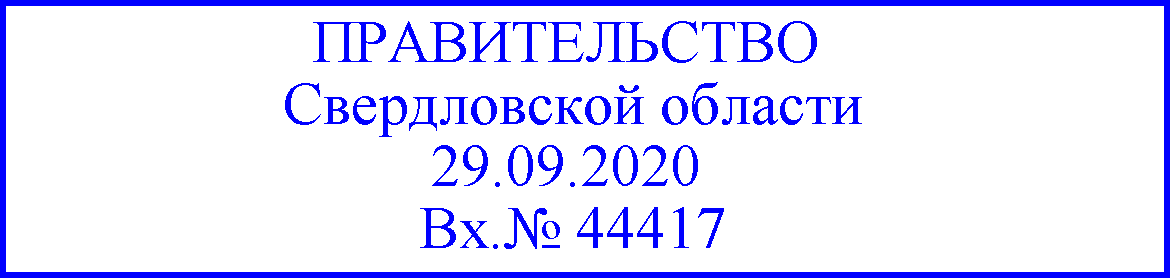 ПРАВИТЕЛЬСТВО
Свердловской области
29.09.2020
Вх.№ 44417